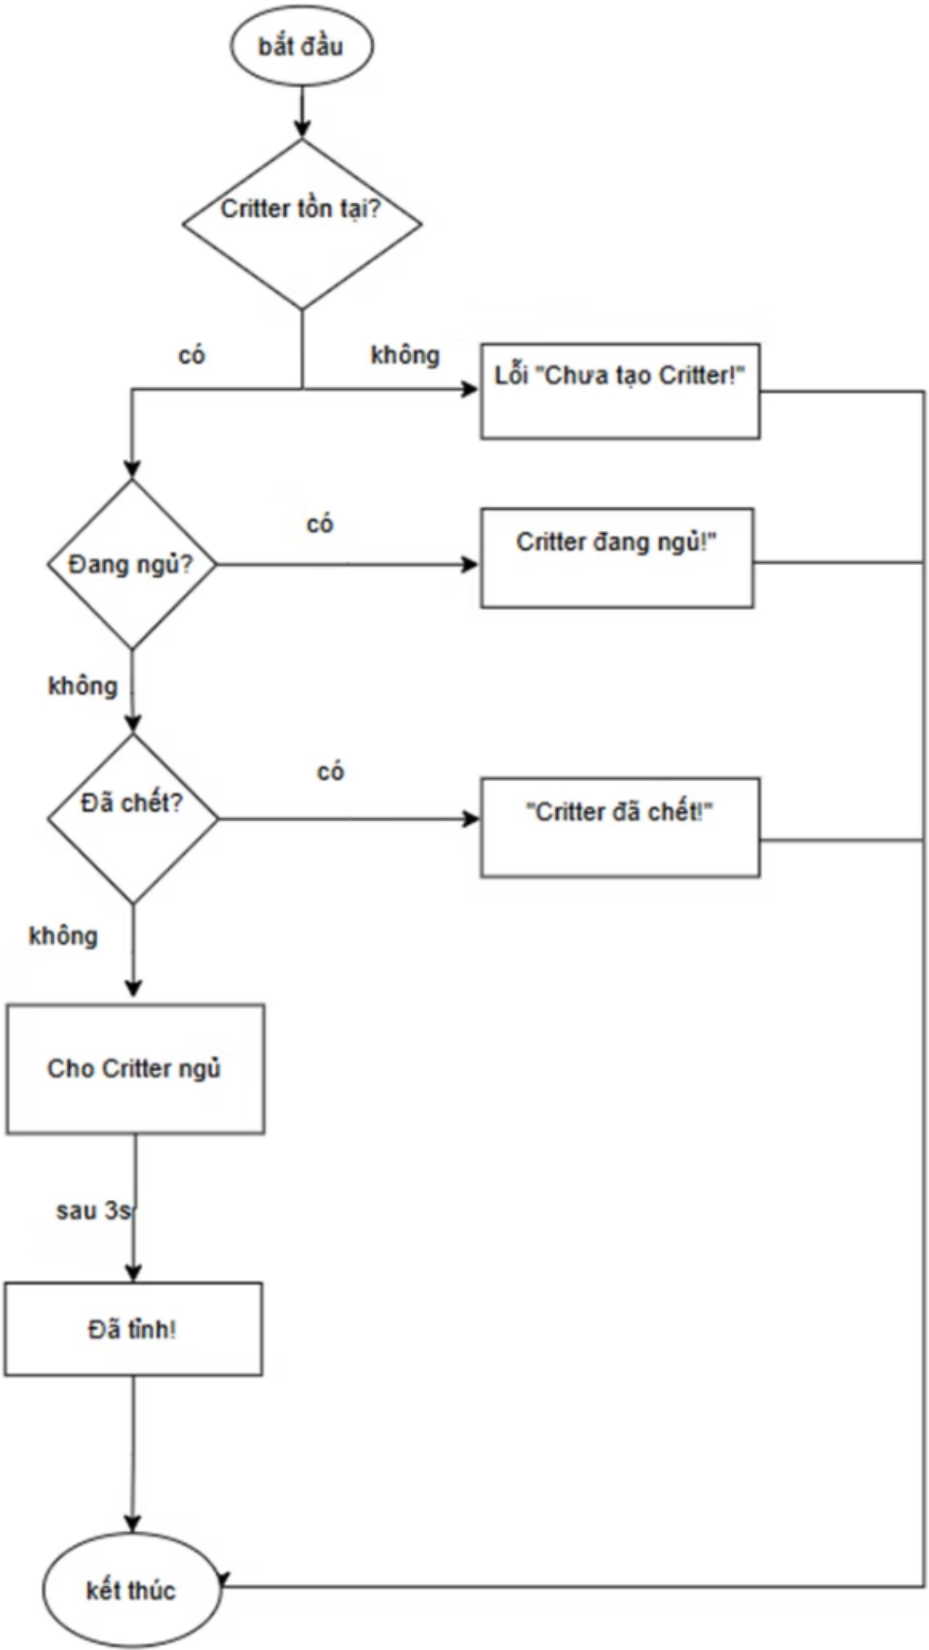 bắt đầu
Critter tồn tại?
có
không
Lỗi "Chưa tạo Critter!"
Đang ngủ?
có
Critter đang ngủ!"
không
Đã chết?
có
"Critter đã chết!"
không
Cho Critter ngủ
sau 3s
Đã tỉnh!
kết thúc